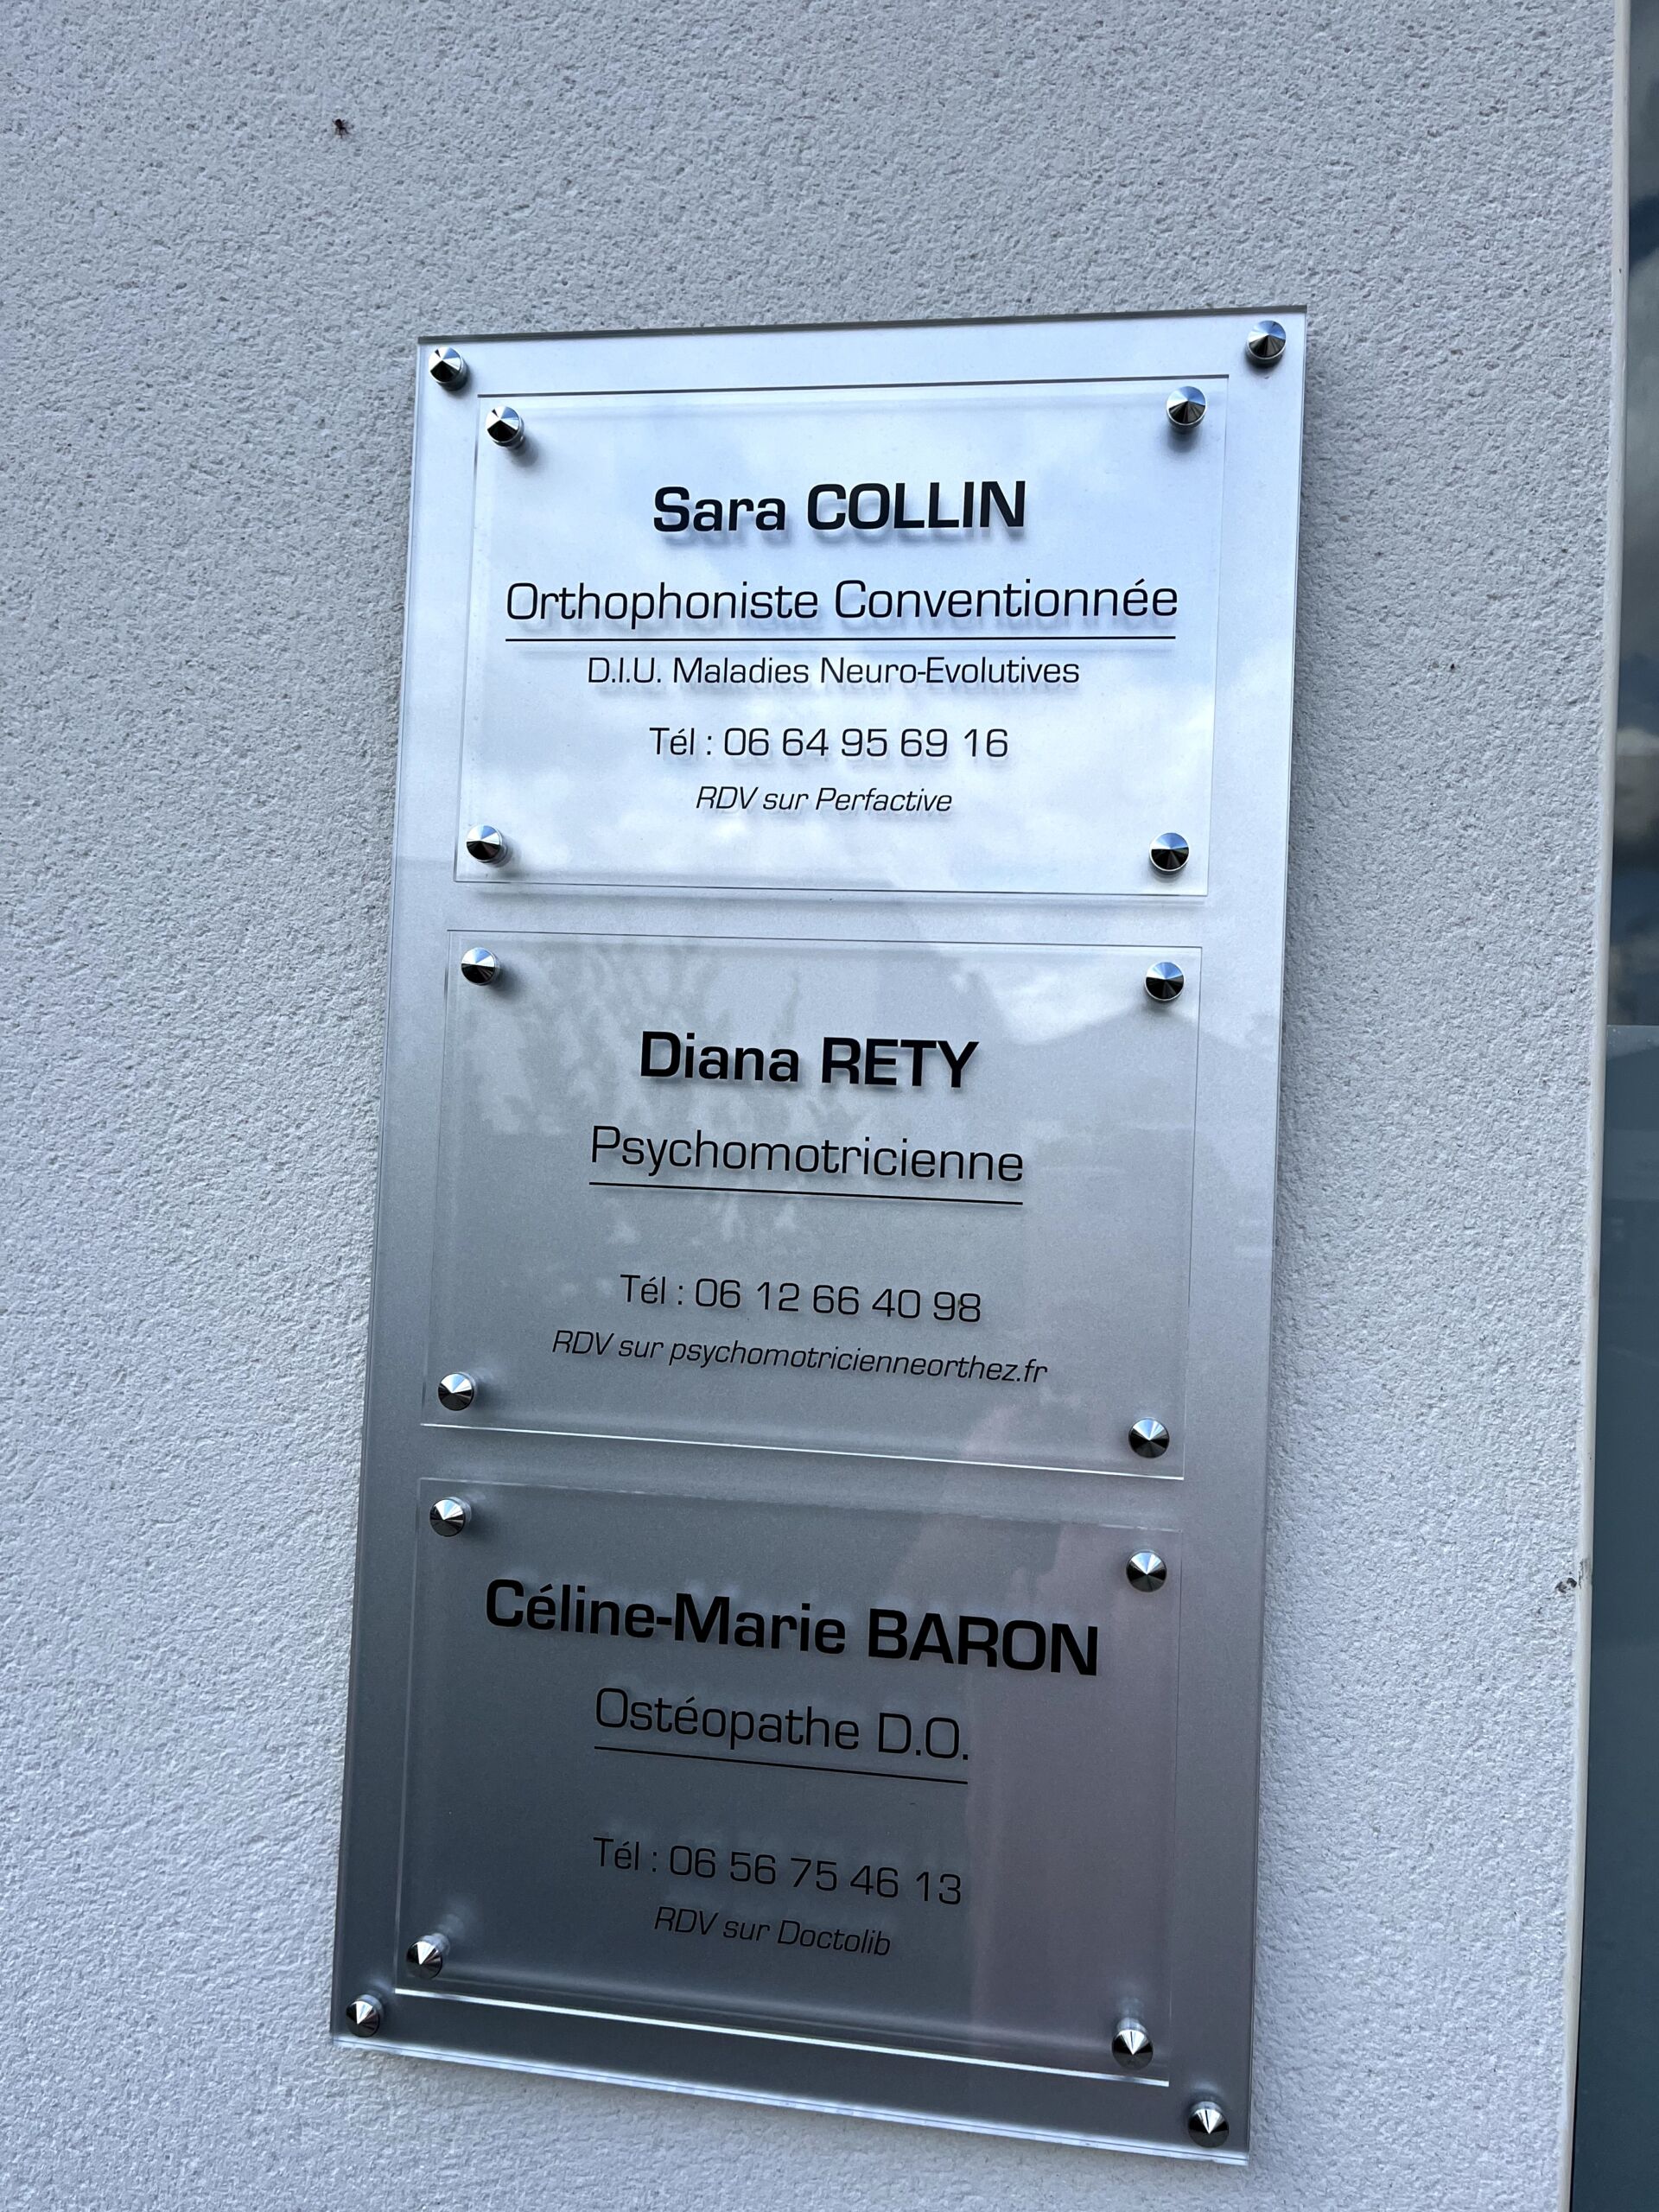 Sara COLLIN
Orthophoniste Conventionnée
D.I.U. Maladies Neuro-Evolutives
Tél : 06 64 95 69 16
RDV sur Perfactive
Diana RETY
Psychomotricienne
Tél : 06 12 66 40 98
RDV sur psychomotricienneorthez.fr
Céline-Marie BARON
Ostéopathe D.O.
Tél : 06 56 75 46 13
RDV sur Doctolib